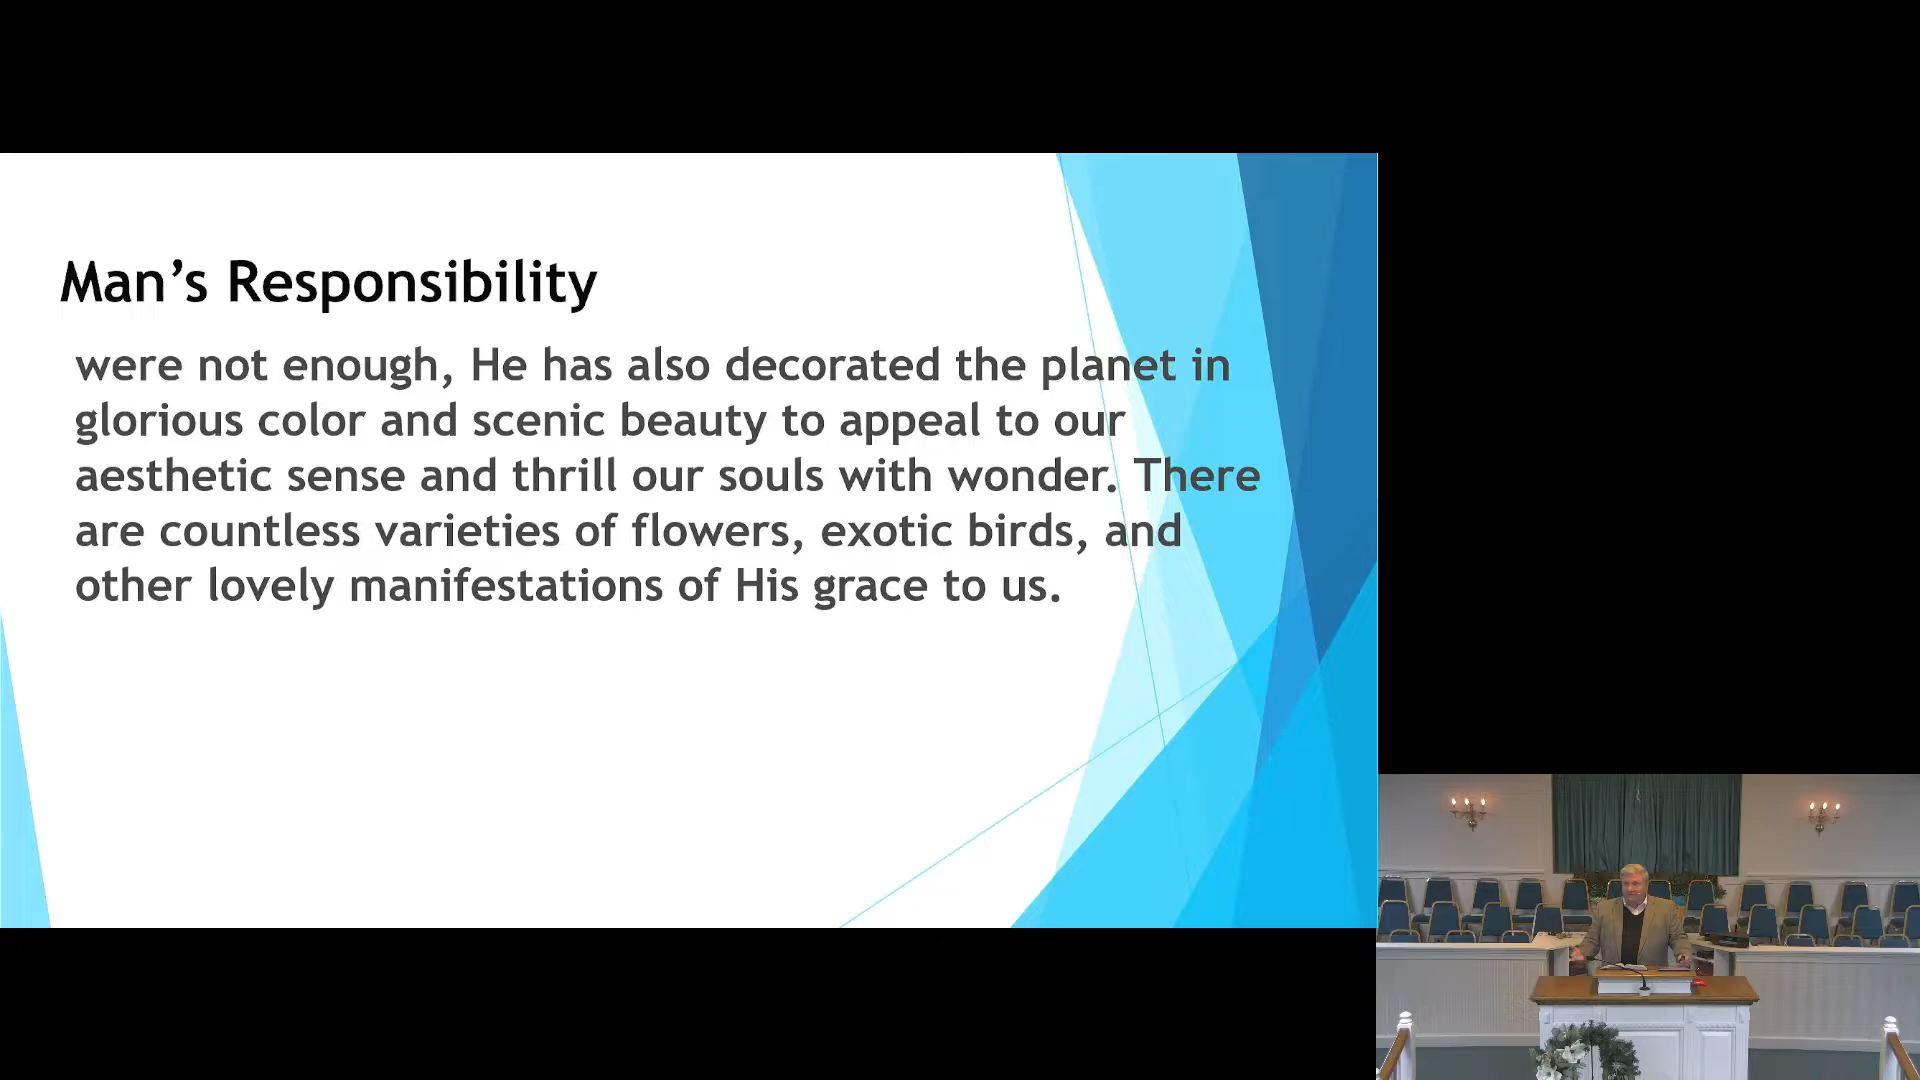 Man’s Responsibility
were not enough, He has also decorated the planet in
glorious color and scenic beauty to appeal to our
aesthetic sense and thrill our souls with wonder. There
are countless varieties of flowers, exotic birds, and
other lovely manifestations of His grace to us.